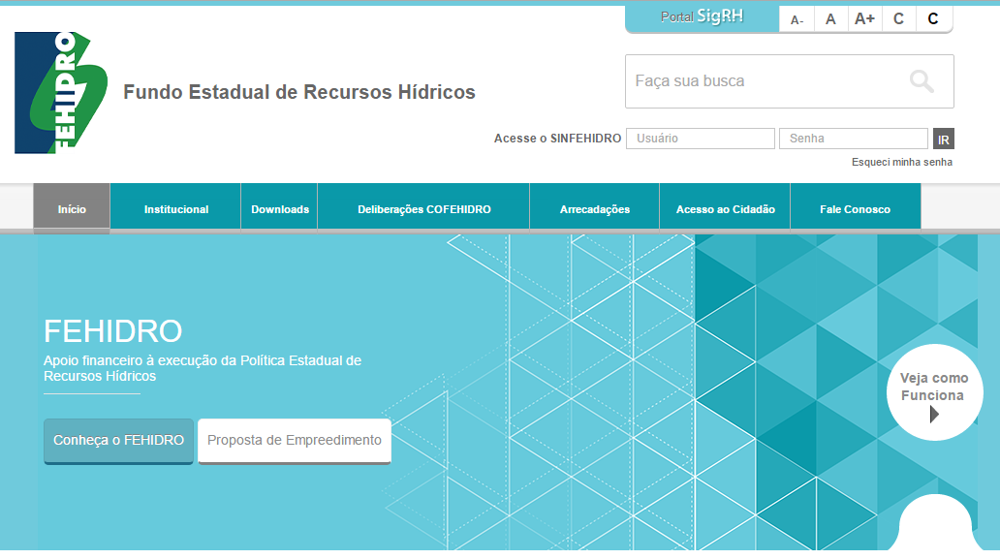 Portal SigRH
A-
A
A+
C
C
FEHIDRO
Fundo Estadual de Recursos Hídricos
Faça sua busca
Acesse o SINFEHIDRO
Usuário
Senha
IR
Esqueci minha senha
Início
Institucional
Downloads
Deliberações COFEHIDRO
Arrecadações
Acesso ao Cidadão
Fale Conosco
FEHIDRO
Apoio financeiro à execução da Política Estadual de
Recursos Hídricos
Veja como
Funciona
Conheça o FEHIDRO
Proposta de Empreedimento